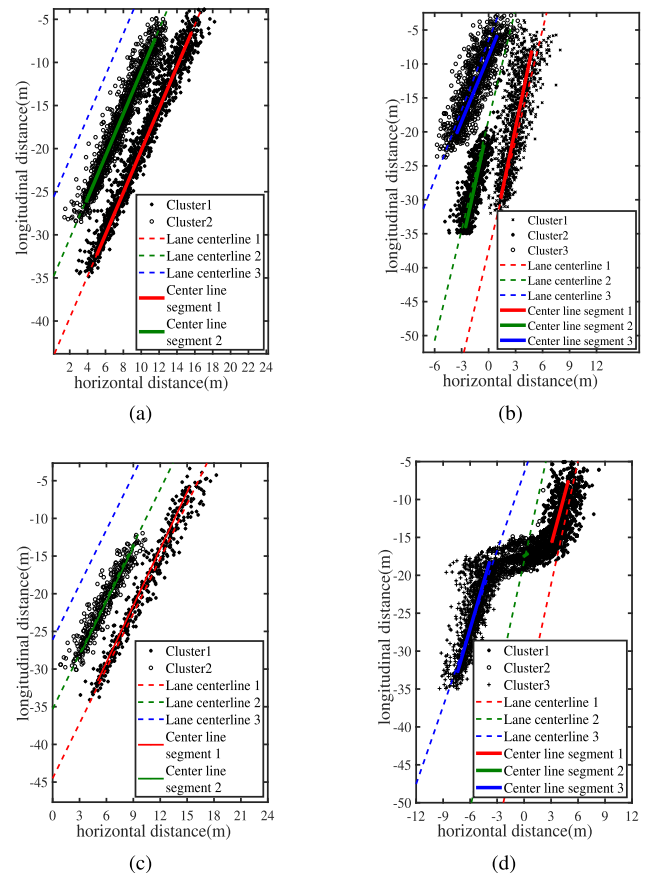 -5
-10
-15
-20
-25
-30
-35
-40
longitudinal distance(m)
2 4 6 8 10 12 14 16 18 20 22 24
horizontal distance(m)
Cluster1
Cluster2
Lane centerline 1
Lane centerline 2
Lane centerline 3
Center line
segment 1
Center line
segment 2
(a)
-5
-10
-15
-20
-25
-30
-35
-40
-45
-50
longitudinal distance(m)
-6 -3 0 3 6 9 12
horizontal distance(m)
Cluster1
Cluster2
Cluster3
Lane centerline 1
Lane centerline 2
Lane centerline 3
Center line segment 1
Center line segment 2
Center line segment 3
(b)
-5
-10
-15
-20
-25
-30
-35
-40
-45
longitudinal distance(m)
0 3 6 9 12 15 18 21 24
horizontal distance(m)
Cluster1
Cluster2
Lane centerline 1
Lane centerline 2
Lane centerline 3
Center line
segment 1
Center line
segment 2
(c)
-5
-10
-15
-20
-25
-30
-35
-40
-45
-50
longitudinal distance(m)
-12 -9 -6 -3 0 3 6 9 12
horizontal distance(m)
Cluster1
Cluster2
Cluster3
Lane centerline 1
Lane centerline 2
Lane centerline 3
Center line segment 1
Center line segment 2
Center line segment 3
(d)